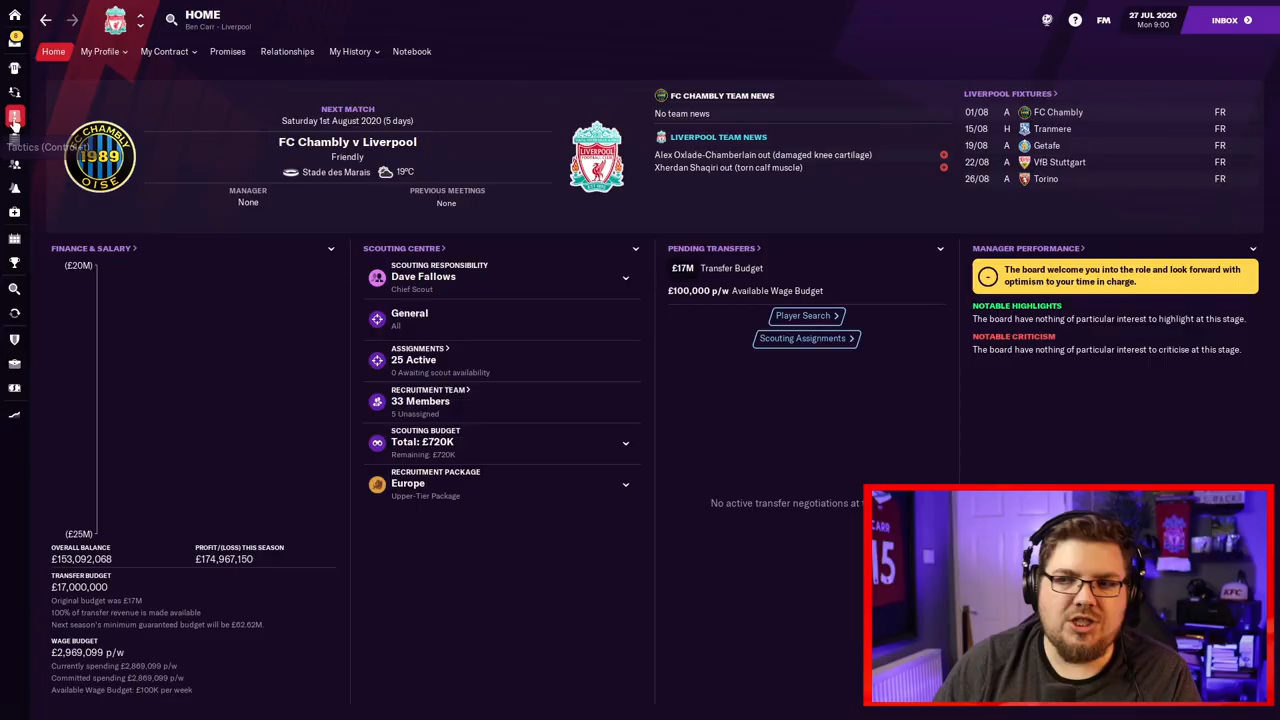 HOME
Ben Carr - Liverpool
FM
27 JUL 2020
Mon 9:00
INBOX
8
Home
My Profile
My Contract
Promises
Relationships
My History
Notebook
Tactics (Control
FC CHAMBLY
1989
OISE
NEXT MATCH
Saturday 1st August 2020 (5 days)
FC Chambly v Liverpool
Friendly
Stade des Marais
19°C
MANAGER
None
PREVIOUS MEETINGS
None
FC CHAMBLY TEAM NEWS
No team news
LIVERPOOL TEAM NEWS
Alex Oxlade-Chamberlain out (damaged knee cartilage)
Xherdan Shaqiri out (torn calf muscle)
LIVERPOOL FIXTURES
01/08 A FC Chambly FR
15/08 H Tranmere FR
19/08 A Getafe FR
22/08 A VfB Stuttgart FR
26/08 A Torino FR
FINANCE & SALARY
(£20M)
(£25M)
OVERALL BALANCE
£153,092,068
PROFIT/(LOSS) THIS SEASON
£174,967,150
TRANSFER BUDGET
£17,000,000
Original budget was £17M
100% of transfer revenue is made available
Next season's minimum guaranteed budget will be £62.62M.
WAGE BUDGET
£2,969,099 p/w
Currently spending £2,869,099 p/w
Committed spending £2,869,099 p/w
Available Wage Budget: £100K per week
SCOUTING CENTRE
SCOUTING RESPONSIBILITY
Dave Fallows
Chief Scout
General
All
ASSIGNMENTS
25 Active
0 Awaiting scout availability
RECRUITMENT TEAM
33 Members
5 Unassigned
SCOUTING BUDGET
Total: £720K
Remaining: £720K
RECRUITMENT PACKAGE
Europe
Upper-Tier Package
PENDING TRANSFERS
£17M Transfer Budget
£100,000 p/w Available Wage Budget
Player Search
Scouting Assignments
No active transfer negotiations at t
MANAGER PERFORMANCE
The board welcome you into the role and look forward with
optimism to your time in charge.
NOTABLE HIGHLIGHTS
The board have nothing of particular interest to highlight at this stage.
NOTABLE CRITICISM
The board have nothing of particular interest to criticise at this stage.
CARR
15
KFC